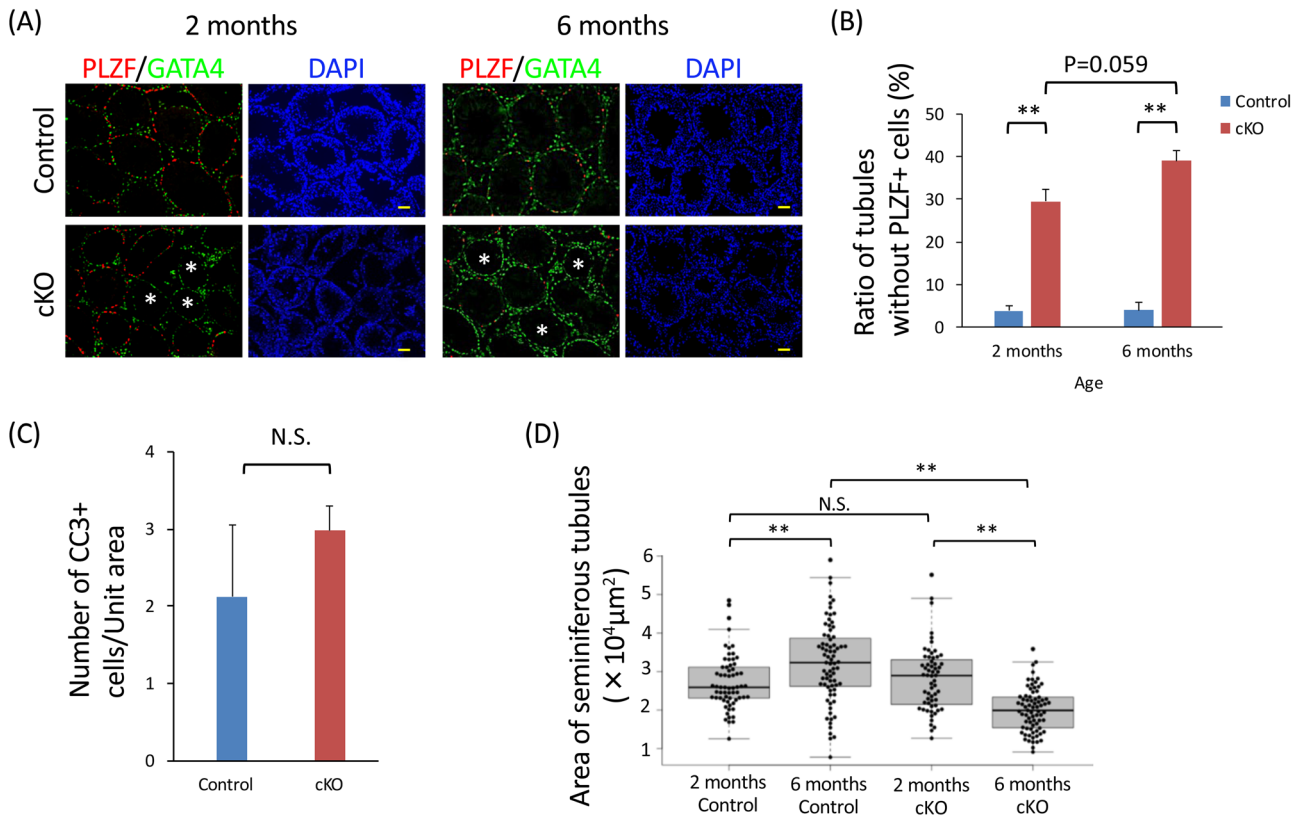 (A)
2 months
6 months
PLZF/GATA4
DAPI
PLZF/GATA4
DAPI
Control
cKO
*
*
*
*
*
*
(B)
P=0.059
**
**
Control
cKO
Ratio of tubules
without PLZF+ cells (%)
50
40
30
20
10
0
2 months
6 months
Age
(C)
N.S.
Number of CC3+
cells/Unit area
4
3
2
1
0
Control
cKO
(D)
**
N.S.
**
**
Area of seminiferous tubules
(×10⁴μm²)
6
5
4
3
2
1
2 months
Control
6 months
Control
2 months
cKO
6 months
cKO